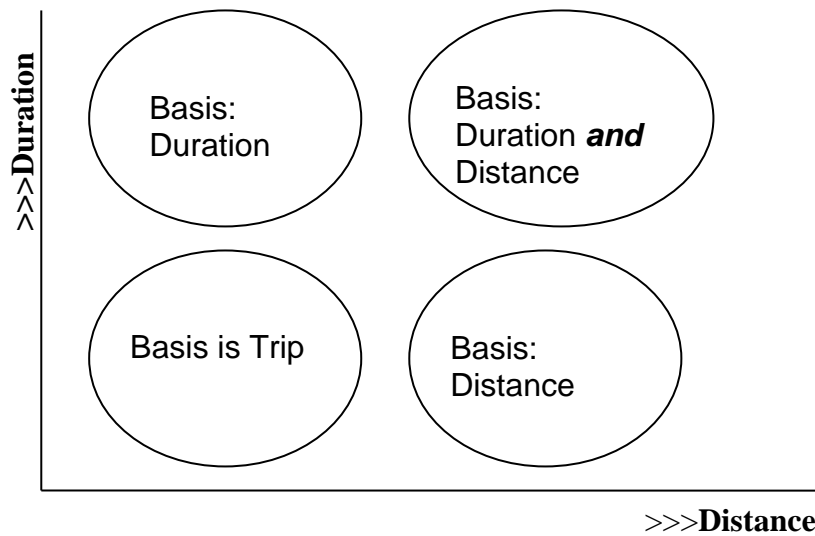 >>>Duration
Basis:
Duration
Basis:
Duration and
Distance
Basis is Trip
Basis:
Distance
>>>Distance